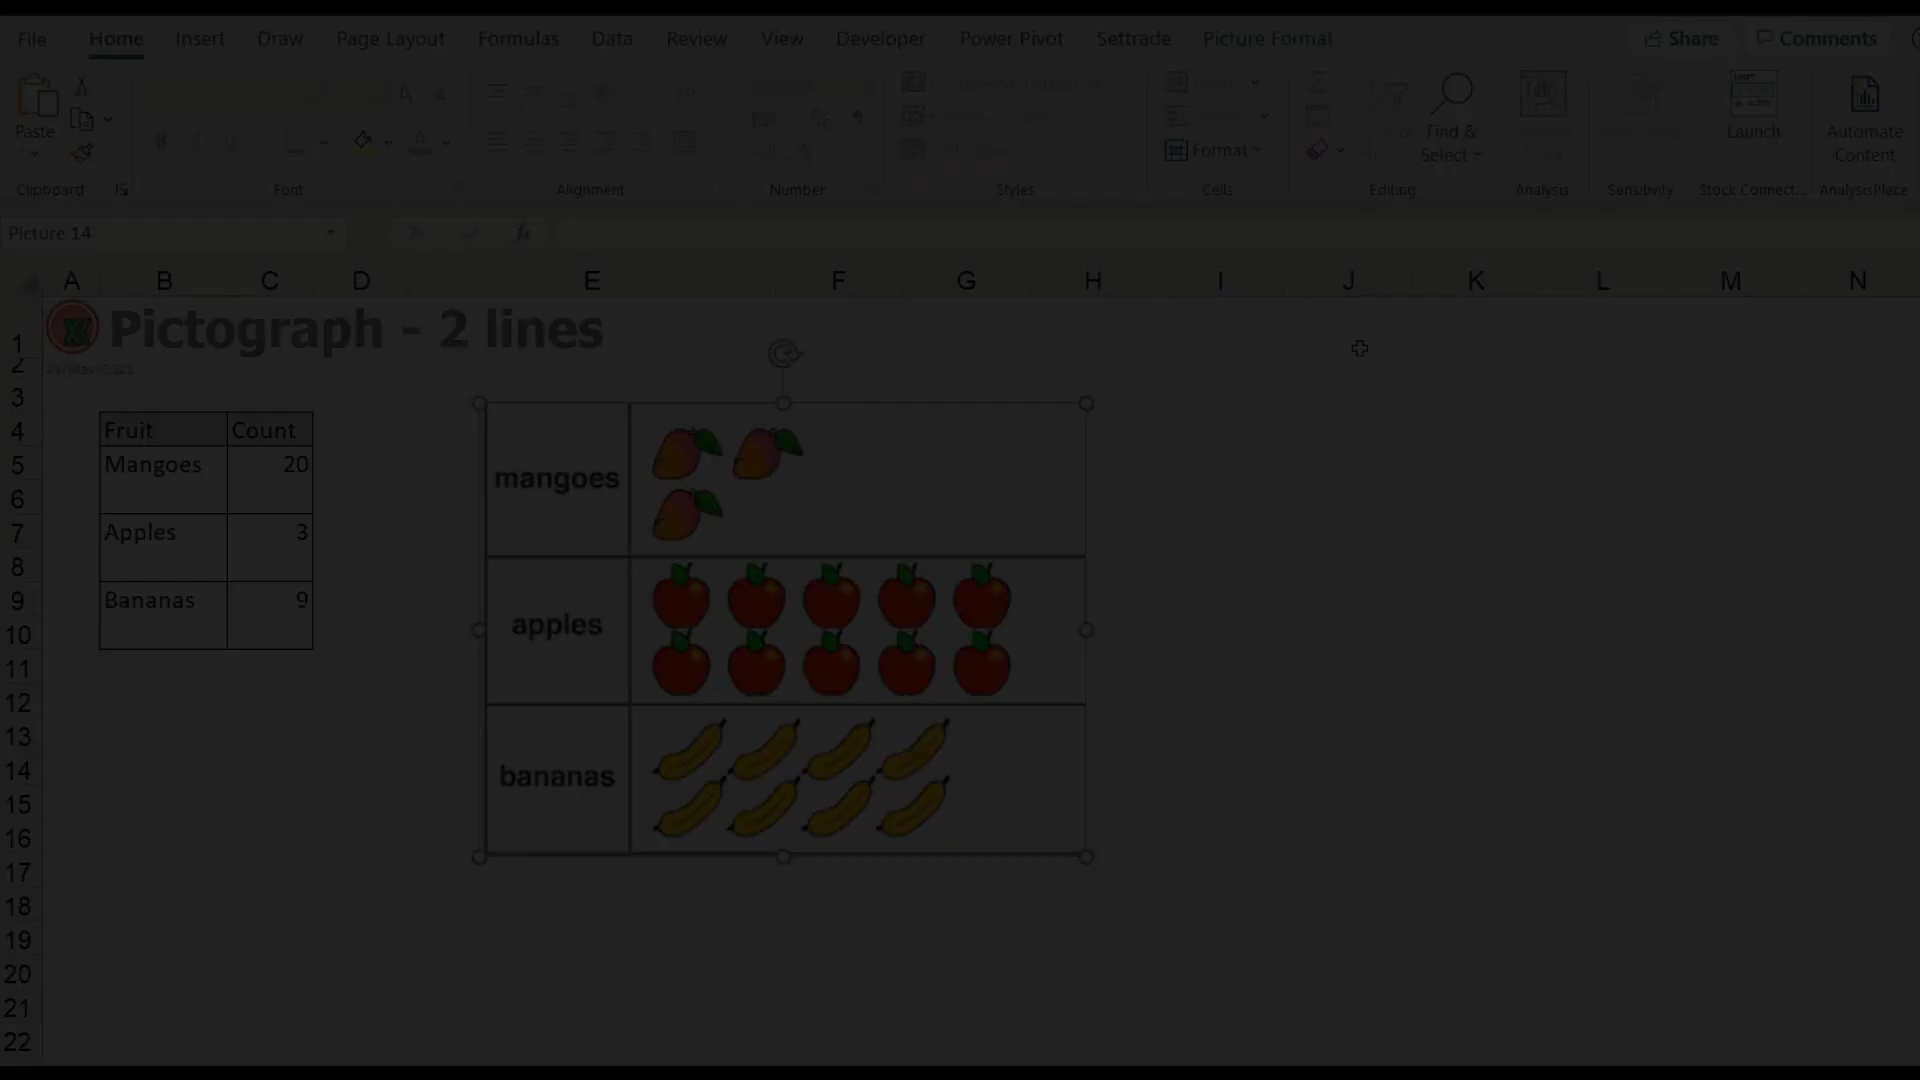 File Home Insert Draw Page Layout Formulas Data Review View Developer Power Pivot Settrade Picture Format Share Comments
Paste
B I U
Format
Find &
Select
Launch
Automate
Content
Clipboard Font Alignment Number Styles Cells Editing Analysis Sensitivity Stock Connect... AnalysisPlace
Picture 14 fx
A B C D E F G H I J K L M N
1 Pictograph - 2 lines
2
3
4 Fruit Count
5 Mangoes 20
6
7 Apples 3
8
9 Bananas 9
10
11
12
13
14
15
16
17
18
19
20
21
22
mangoes
apples
bananas